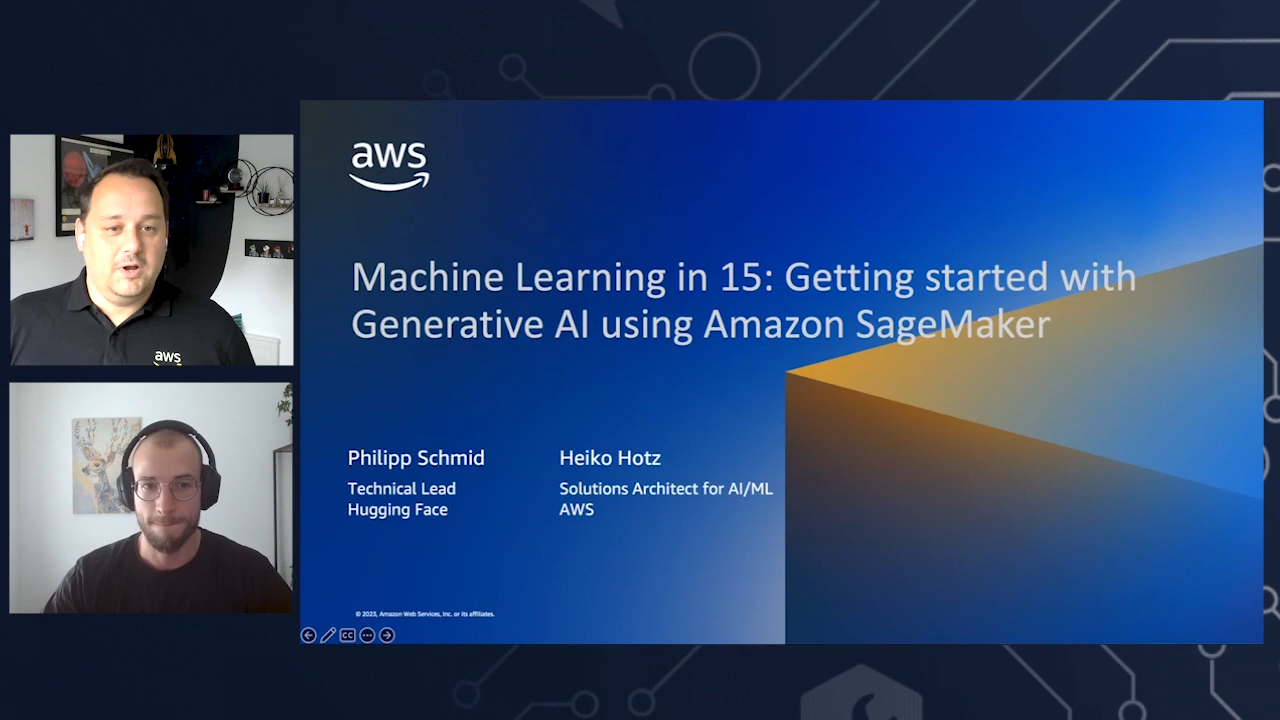 aws
Machine Learning in 15: Getting started with
Generative AI using Amazon SageMaker
Philipp Schmid
Technical Lead
Hugging Face
Heiko Hotz
Solutions Architect for AI/ML
AWS
© 2023, Amazon Web Services, Inc. or its affiliates.
CC
aws